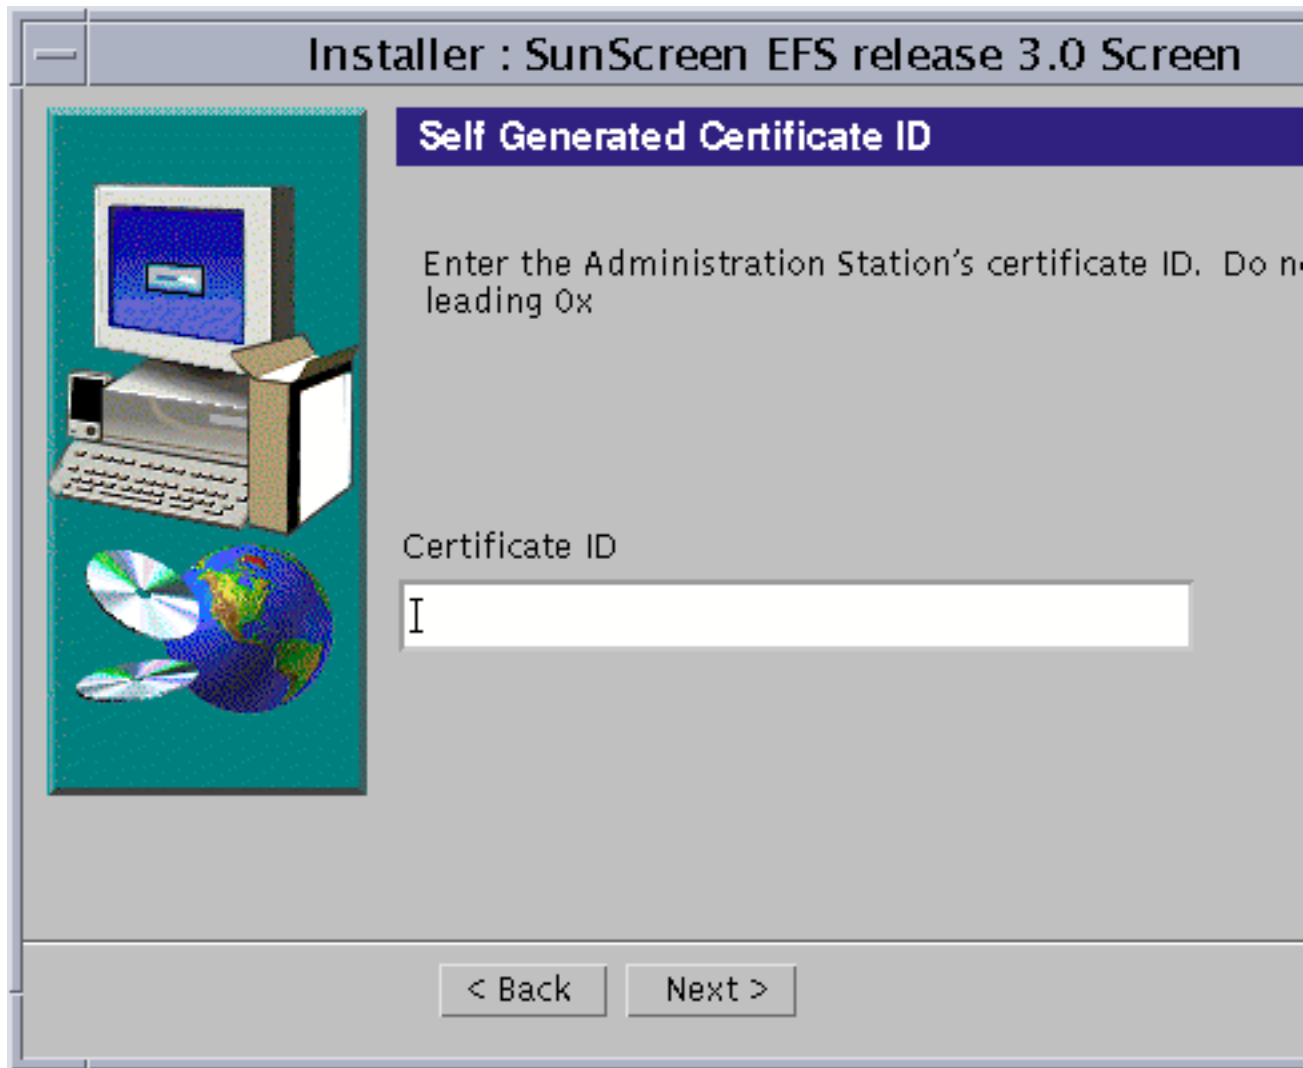 Installer : SunScreen EFS release 3.0 Screen
Self Generated Certificate ID
Enter the Administration Station's certificate ID.  Do
leading 0x
Certificate ID
< Back
Next >